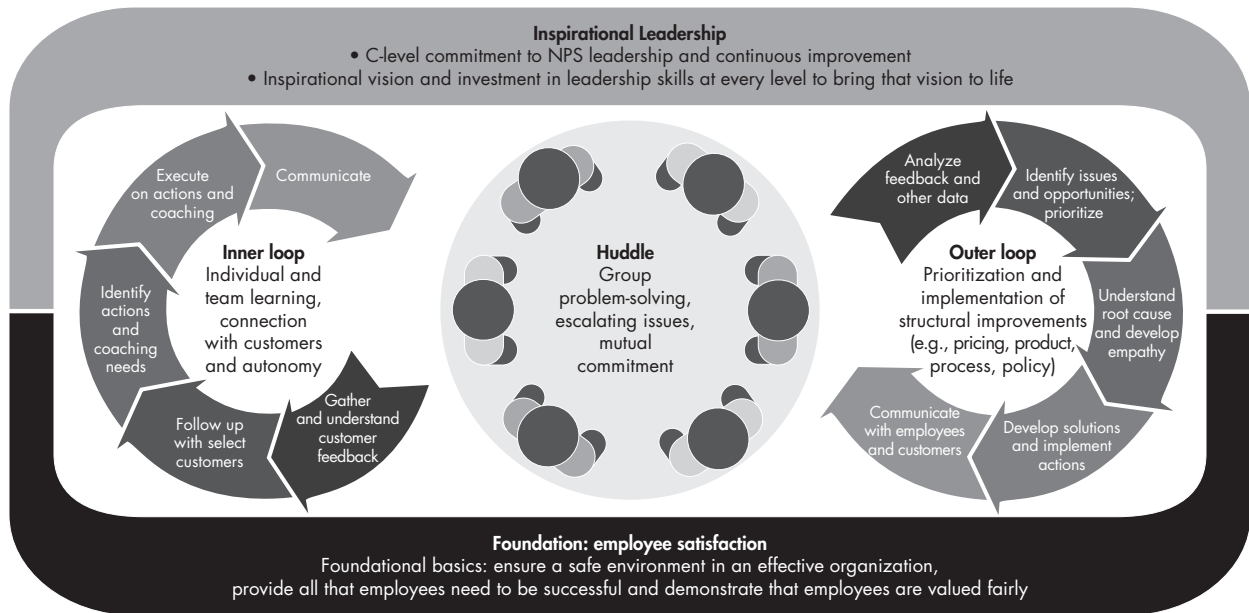 Inspirational Leadership
• C-level commitment to NPS leadership and continuous improvement
• Inspirational vision and investment in leadership skills at every level to bring that vision to life
Execute
on actions and
coaching
Communicate
Identify
actions
and
coaching
needs
Inner loop
Individual and
team learning,
connection
with customers
and autonomy
Follow up
with select
customers
Gather
and understand
customer
feedback
Huddle
Group
problem-solving,
escalating issues,
mutual
commitment
Analyze
feedback and
other data
Identify issues
and opportunities;
prioritize
Outer loop
Prioritization and
implementation of
structural improvements
(e.g., pricing, product,
process, policy)
Understand
root cause
and develop
empathy
Communicate
with employees
and customers
Develop solutions
and implement
actions
Foundation: employee satisfaction
Foundational basics: ensure a safe environment in an effective organization,
provide all that employees need to be successful and demonstrate that employees are valued fairly